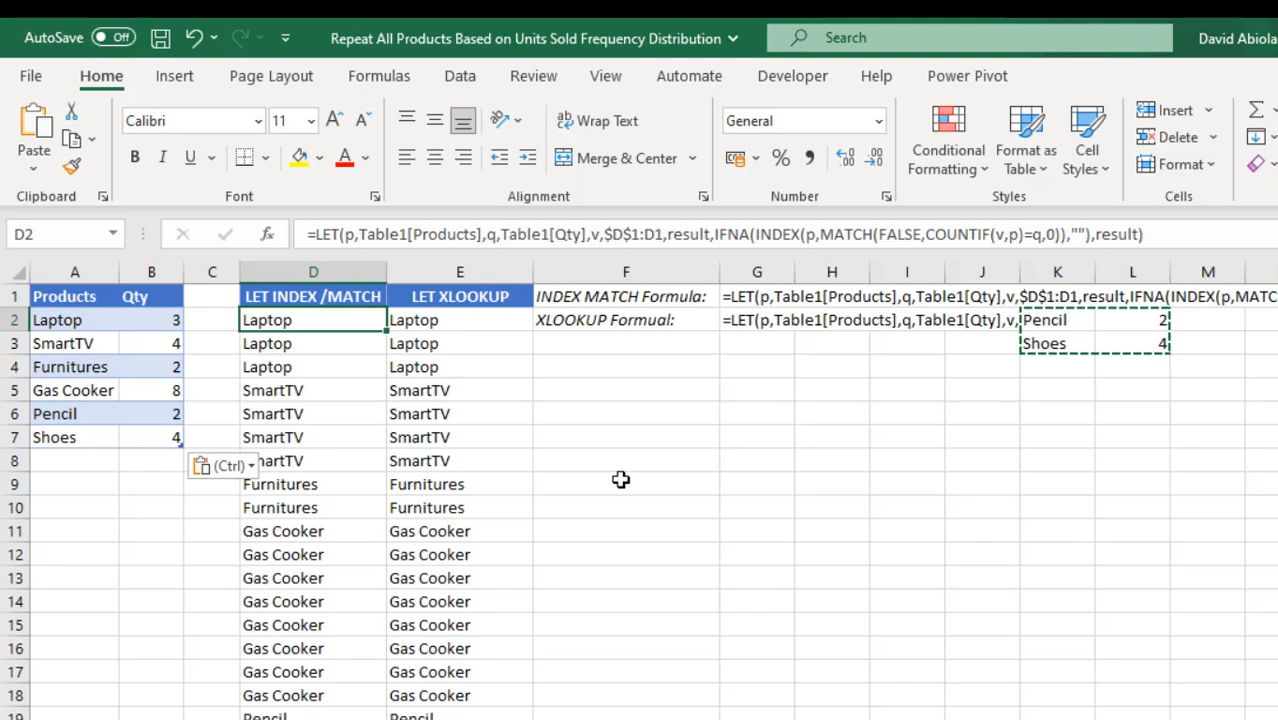 AutoSave Off Repeat All Products Based on Units Sold Frequency Distribution Search David Abiola
File Home Insert Page Layout Formulas Data Review View Automate Developer Help Power Pivot
Calibri 11 Wrap Text General Insert
Paste Merge & Center Conditional Formatting Format as Table Cell Styles Delete
Format
Clipboard Font Alignment Number Styles Cells
D2 fx =LET(p,Table1[Products],q,Table1[Qty],v,$D$1:D1,result,IFNA(INDEX(p,MATCH(FALSE,COUNTIF(v,p)=q,0)),""),result)
A B C D E F G H I J K L M
1 Products Qty LET INDEX /MATCH LET XLOOKUP INDEX MATCH Formula: =LET(p,Table1[Products],q,Table1[Qty],v,$D$1:D1,result,IFNA(INDEX(p,MATC
2 Laptop 3 Laptop Laptop XLOOKUP Formual: =LET(p,Table1[Products],q,Table1[Qty],v, Pencil 2
3 SmartTV 4 Laptop Laptop Shoes 4
4 Furnitures 2 Laptop Laptop
5 Gas Cooker 8 SmartTV SmartTV
6 Pencil 2 SmartTV SmartTV
7 Shoes 4 SmartTV SmartTV
8 (Ctrl) martTV SmartTV
9 Furnitures Furnitures
10 Furnitures Furnitures
11 Gas Cooker Gas Cooker
12 Gas Cooker Gas Cooker
13 Gas Cooker Gas Cooker
14 Gas Cooker Gas Cooker
15 Gas Cooker Gas Cooker
16 Gas Cooker Gas Cooker
17 Gas Cooker Gas Cooker
18 Gas Cooker Gas Cooker
19 Pencil Pencil